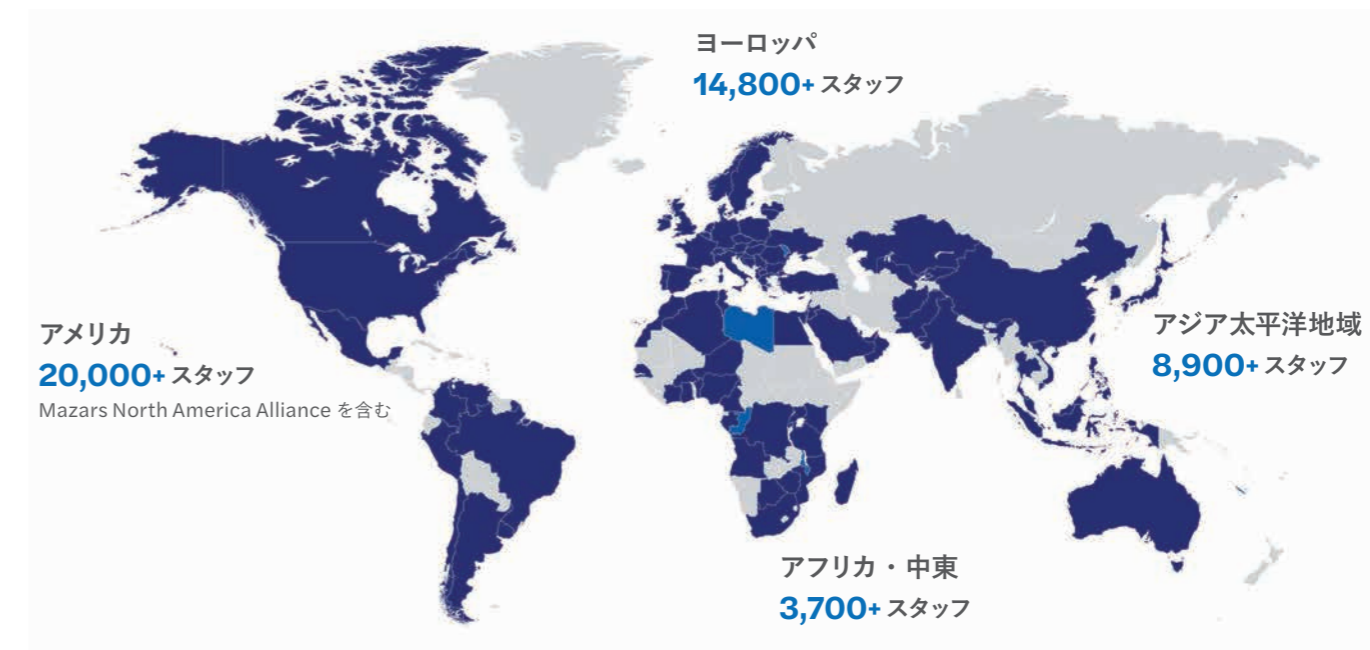 ヨーロッパ
14,800+ スタッフ
アメリカ
20,000+ スタッフ
Mazars North America Alliance を含む
アジア太平洋地域
8,900+ スタッフ
アフリカ・中東
3,700+ スタッフ